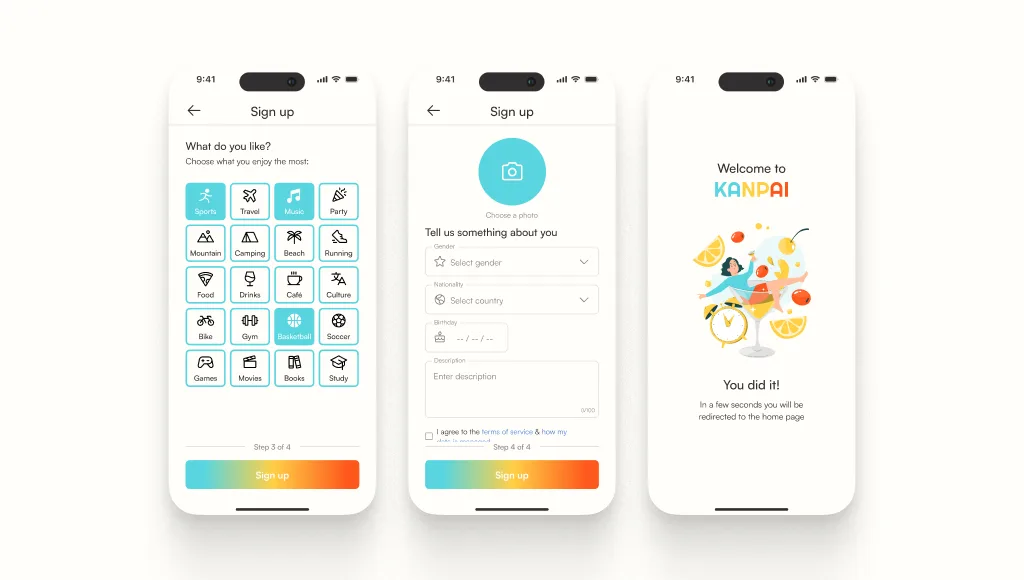 9:41
Sign up
What do you like?
Choose what you enjoy the most:
Sports Travel Music Party
Mountain Camping Beach Running
Food Drinks Café Culture
Bike Gym Basketball Soccer
Games Movies Books Study
Step 3 of 4
Sign up
9:41
Sign up
Choose a photo
Tell us something about you
Gender
Select gender
Nationality
Select country
Birthday
-- / -- / --
Description
Enter description
0/100
I agree to the terms of service & how my
data is processed
Step 4 of 4
Sign up
9:41
Welcome to
KANPAI
You did it!
In a few seconds you will be
redirected to the home page